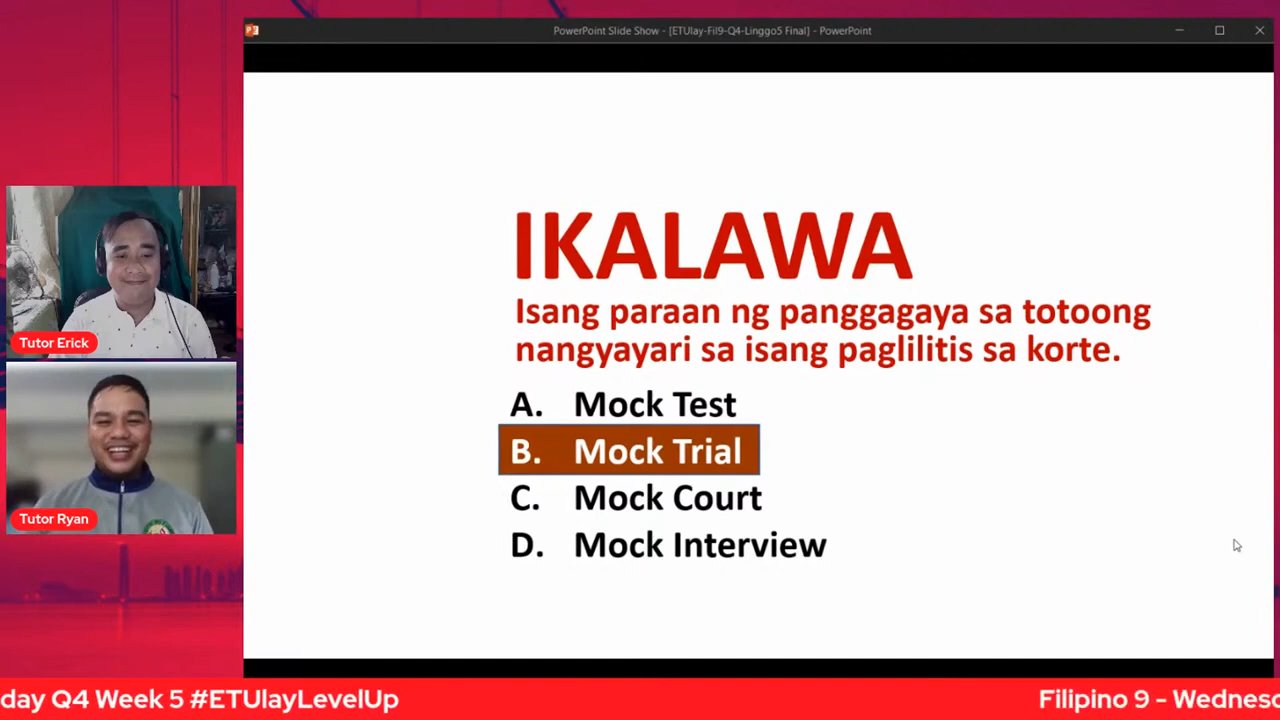 PowerPoint Slide Show - [ETUlay-Fil9-Q4-Linggo5 Final] - PowerPoint
IKALAWA
Isang paraan ng panggagaya sa totoong
nangyayari sa isang paglilitis sa korte.
A. Mock Test
B. Mock Trial
C. Mock Court
D. Mock Interview
Tutor Erick
Tutor Ryan
day Q4 Week 5 #ETUlayLevelUp
Filipino 9 - Wednesd